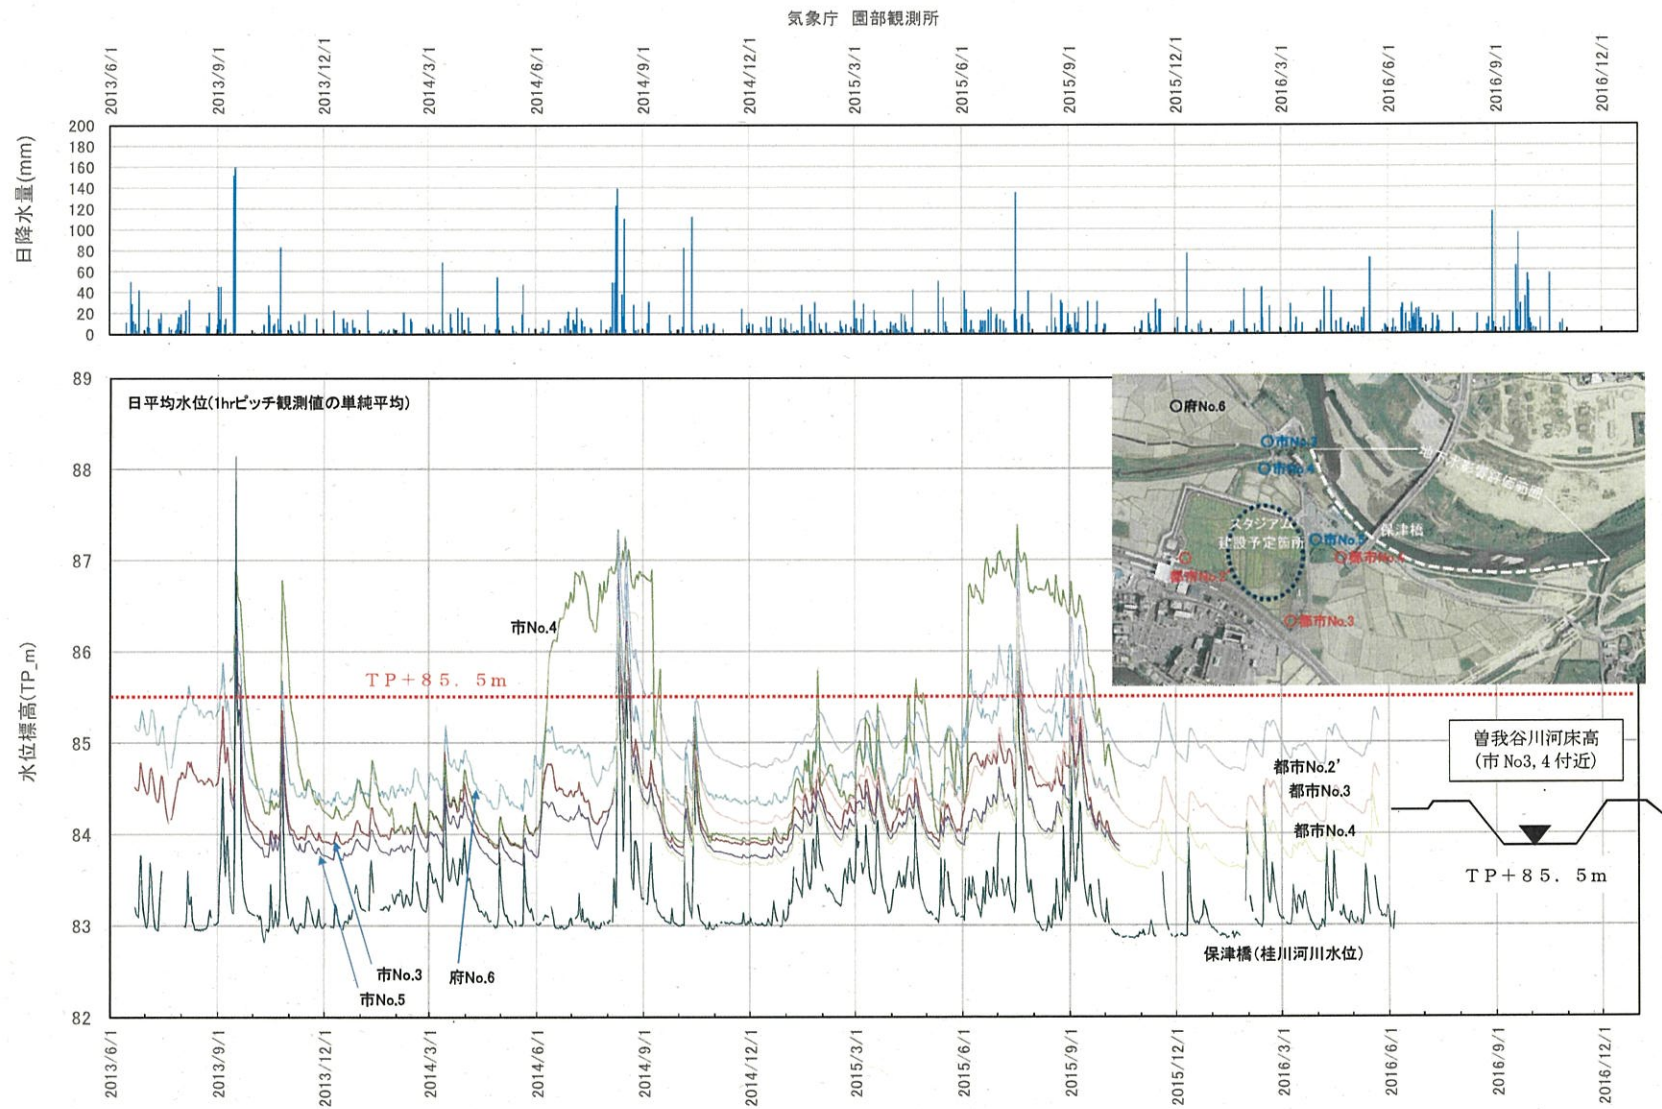 気象庁 園部観測所
2013/6/1
2013/9/1
2013/12/1
2014/3/1
2014/6/1
2014/9/1
2014/12/1
2015/3/1
2015/6/1
2015/9/1
2015/12/1
2016/3/1
2016/6/1
2016/9/1
2016/12/1
日降水量(mm)
200
180
160
140
120
100
80
60
40
20
0
水位標高(TP_m)
89
88
87
86
85
84
83
82
日平均水位(1hrピッチ観測値の単純平均)
府No.6
市No.4
スタジアム
建設予定箇所
保津橋
都市No.2
都市No.3
市No.4
TP+85. 5m
曽我谷川河床高
(市No3, 4付近)
都市No.2'
都市No.3
都市No.4
TP+85. 5m
保津橋(桂川河川水位)
市No.3
府No.6
市No.5
2013/6/1
2013/9/1
2013/12/1
2014/3/1
2014/6/1
2014/9/1
2014/12/1
2015/3/1
2015/6/1
2015/9/1
2015/12/1
2016/3/1
2016/6/1
2016/9/1
2016/12/1